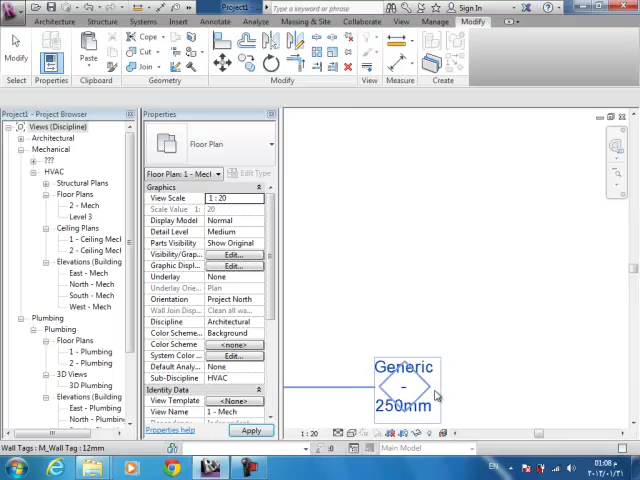 Project1 -
Sign In
Architecture Structure Systems Insert Annotate Analyze Massing & Site Collaborate View Manage Modify
Modify
Paste
Cope
Cut
Join
Select Properties Clipboard Geometry Modify View Measure Create
Project1 - Project Browser
Views (Discipline)
Architectural
Mechanical
???
HVAC
Structural Plans
Floor Plans
2 - Mech
Level 3
Ceiling Plans
1 - Ceiling Mech
2 - Ceiling Mech
Elevations (Building
East - Mech
North - Mech
South - Mech
West - Mech
Plumbing
Plumbing
Floor Plans
1 - Plumbing
2 - Plumbing
3D Views
3D Plumbing
Elevations (Building
East - Plumbing
North - Plumbing
Properties
Floor Plan
Floor Plan: 1 - Mech Edit Type
Graphics
View Scale 1 : 20
Scale Value 1: 20
Display Model Normal
Detail Level Medium
Parts Visibility Show Original
Visibility/Grap... Edit...
Graphic Displ... Edit...
Underlay None
Underlay Orie... Plan
Orientation Project North
Wall Join Displ... Clean all wa...
Discipline Architectural
Color Scheme... Background
Color Scheme <none>
System Color ... Edit...
Sub-Discipline HVAC
Identity Data
View Template <None>
View Name 1 - Mech
Properties help Apply
Generic
-
250mm
1 : 20
Wall Tags : M_Wall Tag : 12mm
:0
Main Model
EN
01:08 م
٢٠١٢/٠١/٣١